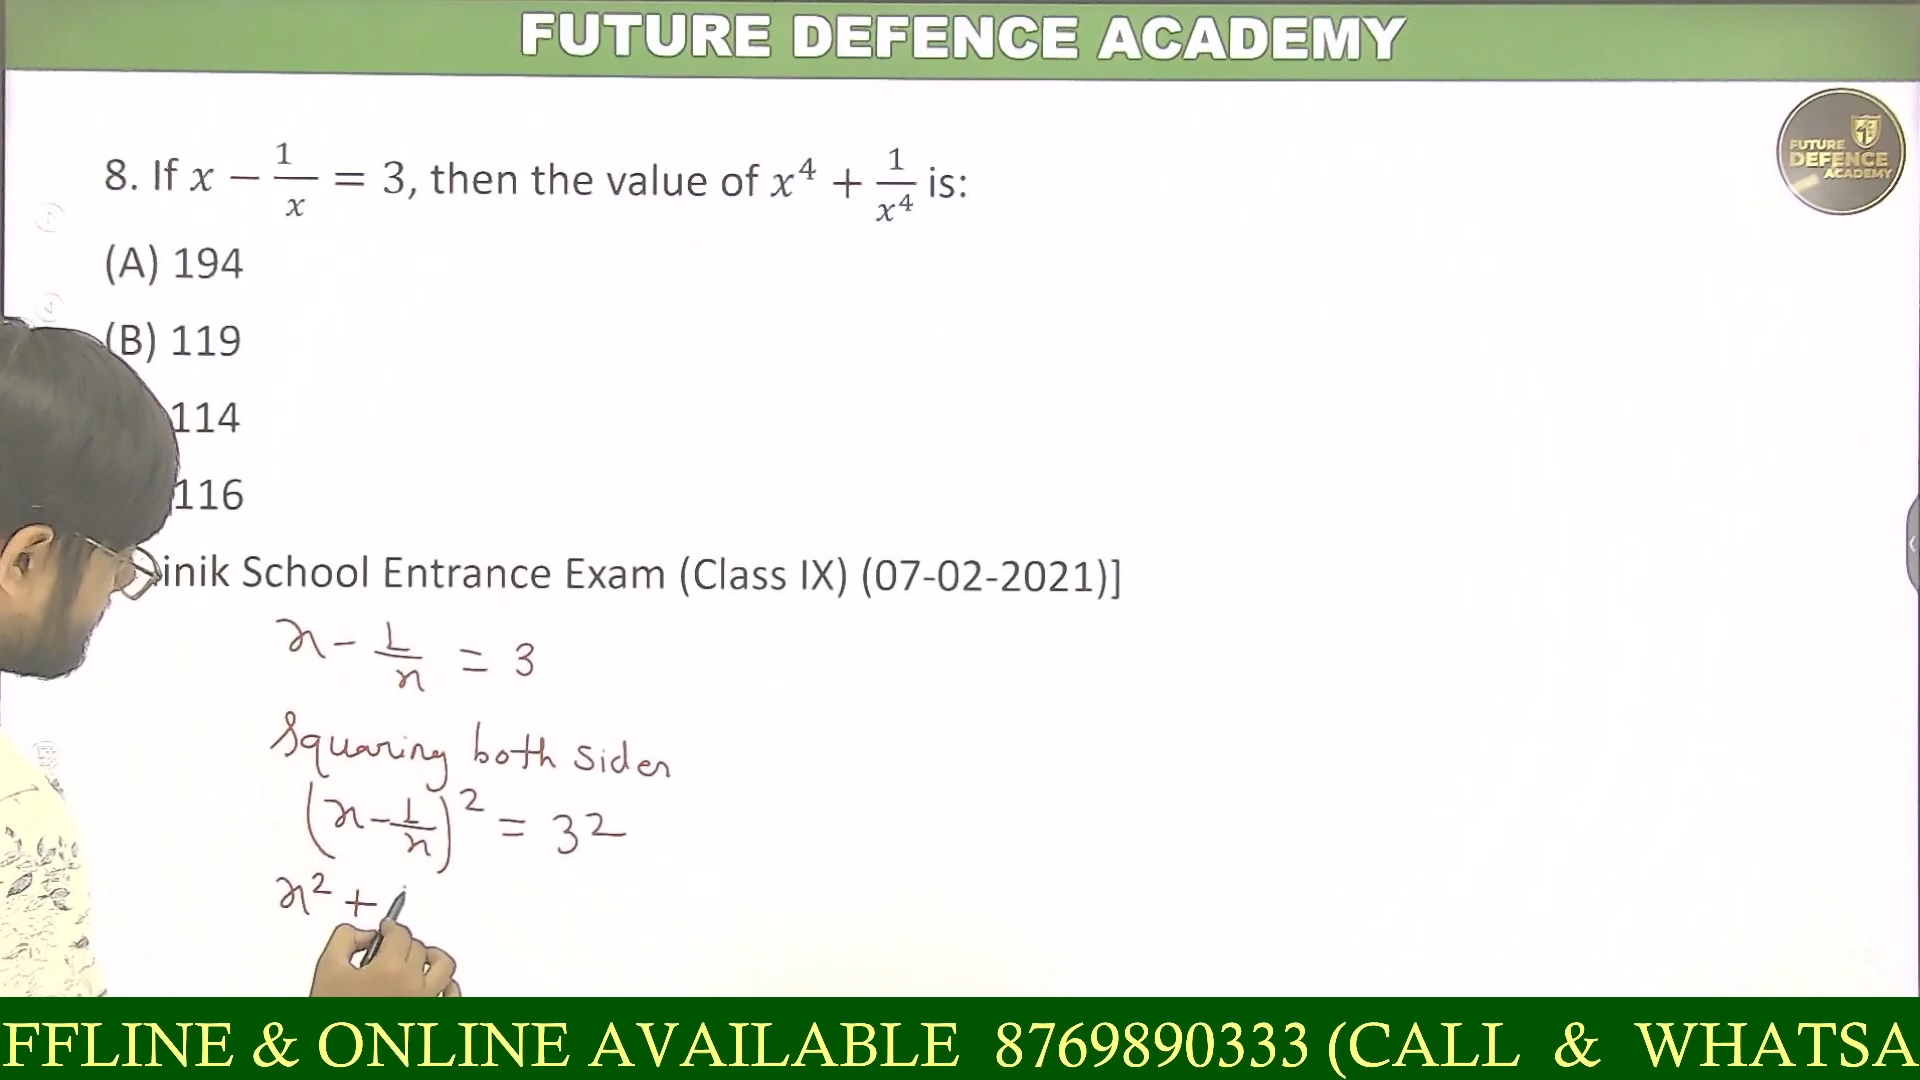 FUTURE DEFENCE ACADEMY
FUTURE
DEFENCE
ACADEMY
8. If x − 1/x = 3, then the value of x⁴ + 1/x⁴ is:
(A) 194
(B) 119
114
116
inik School Entrance Exam (Class IX) (07-02-2021)]
x - 1/x = 3
Squaring both sides
(x - 1/x)² = 3²
x² +
FFLINE & ONLINE AVAILABLE 8769890333 (CALL & WHATSA